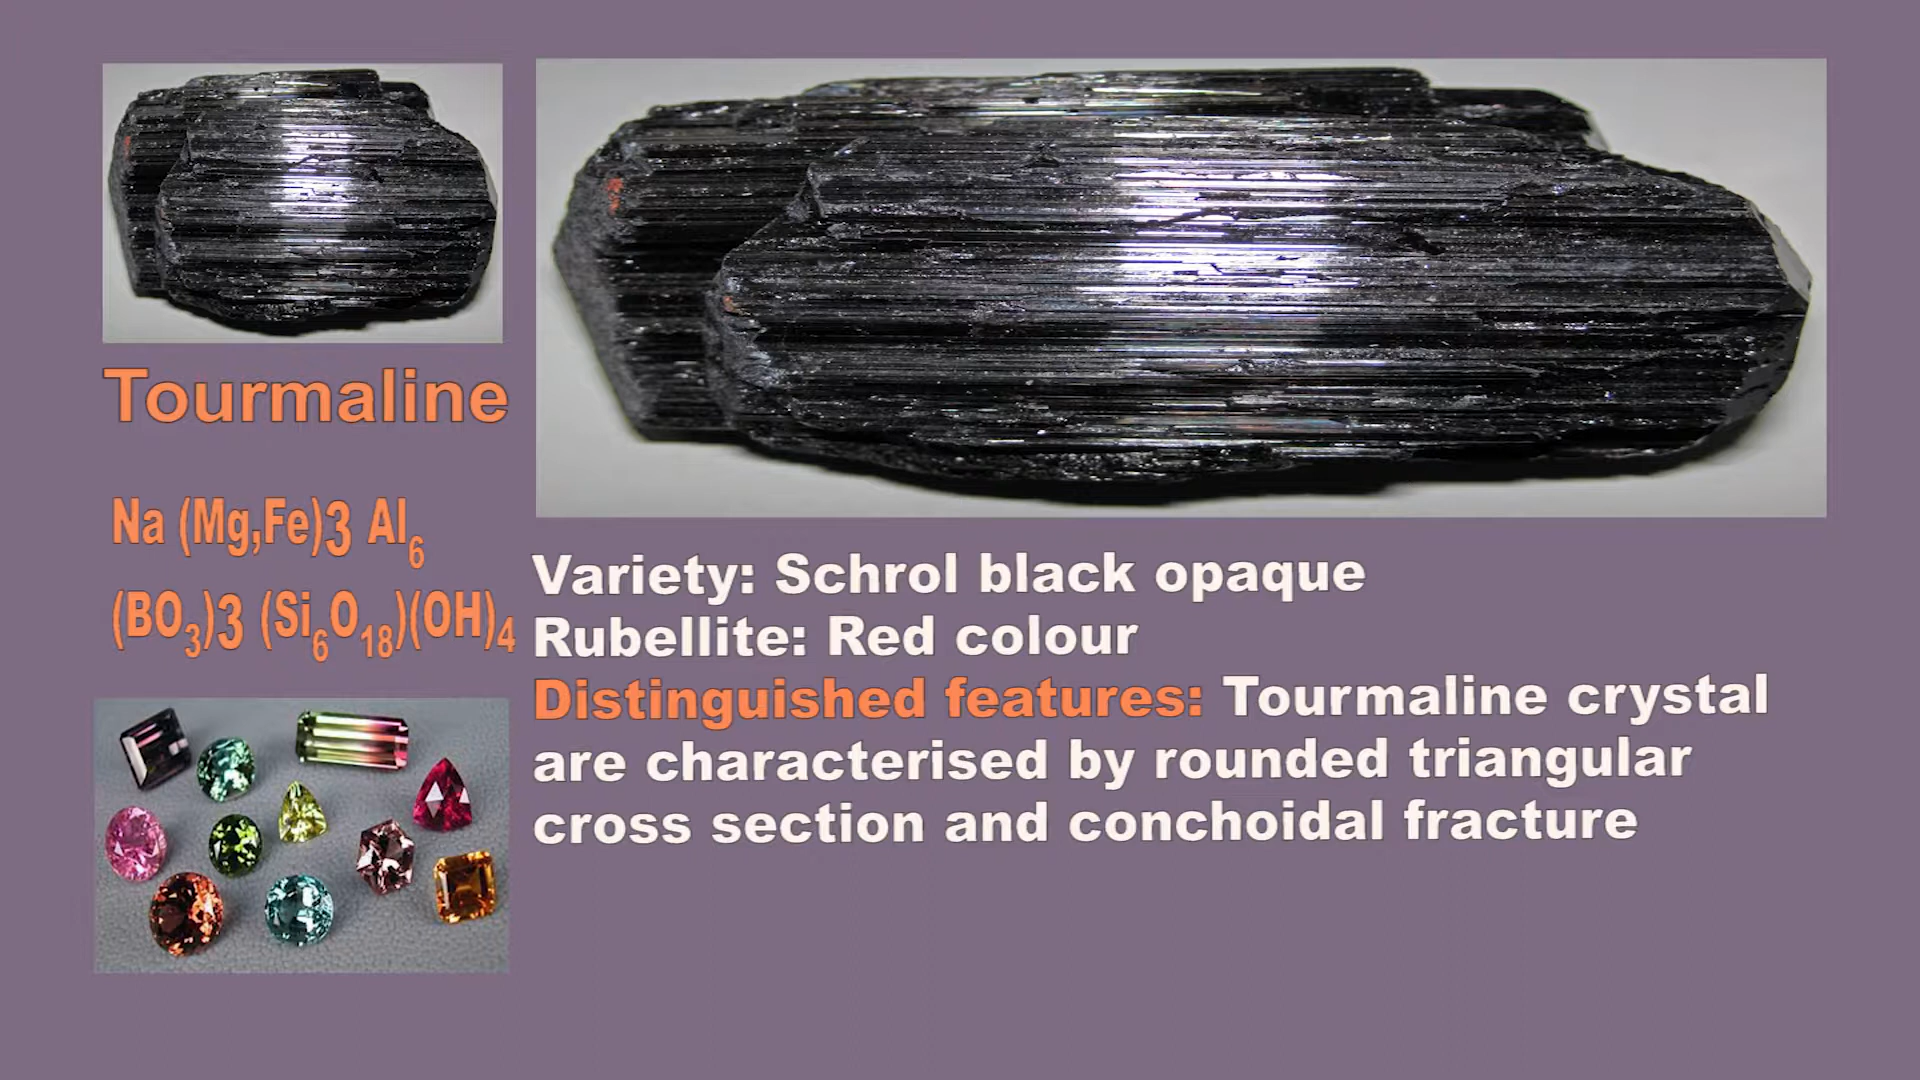 Tourmaline
Na (Mg,Fe)3 Al6
(BO3)3 (Si6O18)(OH)4
Variety: Schrol black opaque
Rubellite: Red colour
Distinguished features: Tourmaline crystal
are characterised by rounded triangular
cross section and conchoidal fracture